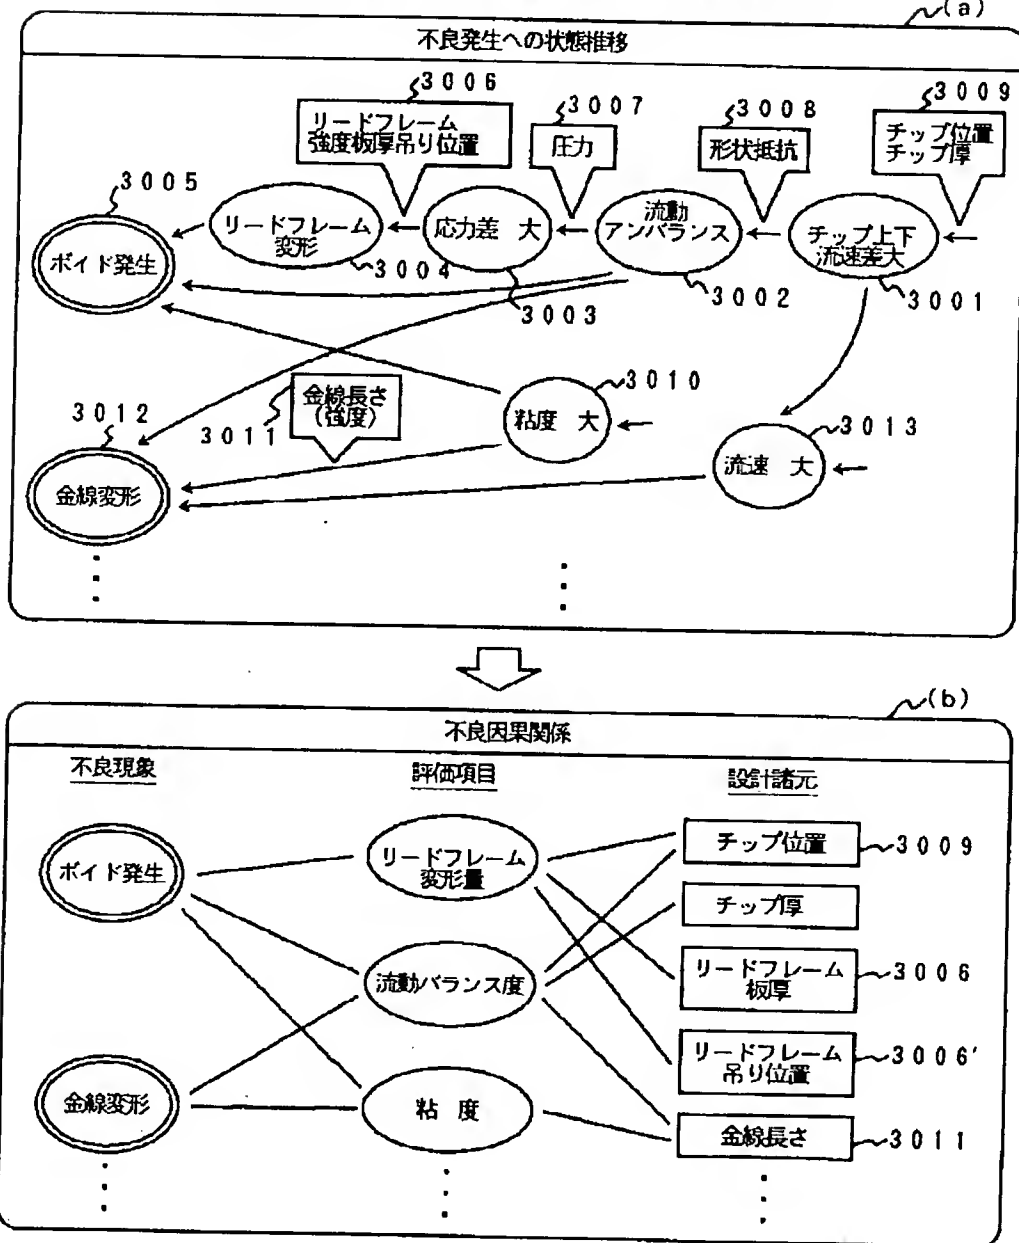 (a)
不良発生への状態推移
3006
3007
3008
3009
リードフレーム
強度板厚吊り位置
圧力
形状抵抗
チップ位置
チップ厚
3005
ボイド発生
リードフレーム
変形
3004
応力差 大
3003
流動
アンバランス
3002
チップ上下
流速差大
3001
3012
3011
金線長さ
(強度)
3010
粘度 大
3013
流速 大
金線変形
(b)
不良因果関係
不良現象
評価項目
設計諸元
ボイド発生
リードフレーム
変形量
チップ位置
3009
チップ厚
流動バランス度
リードフレーム
板厚
3006
リードフレーム
吊り位置
3006'
金線変形
粘 度
金線長さ
3011